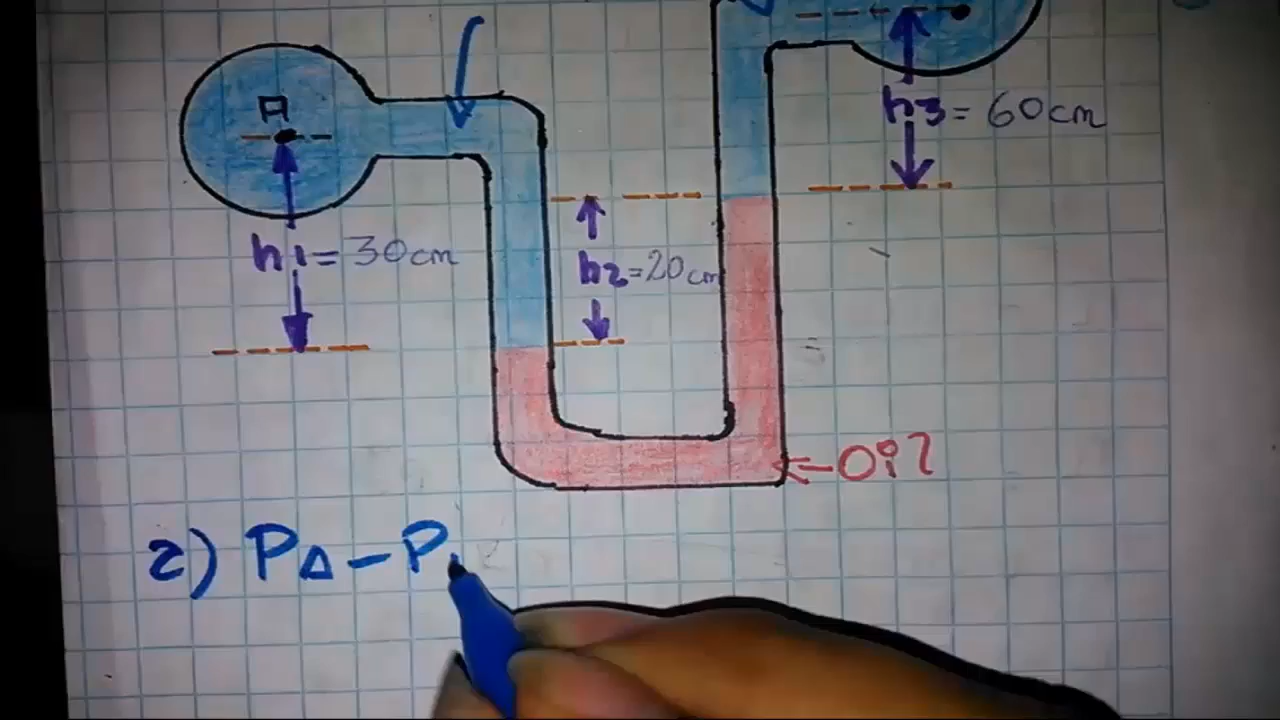 A
h3 = 60cm
h1 = 30cm
h2 = 20cm
Oil
2) PA - P